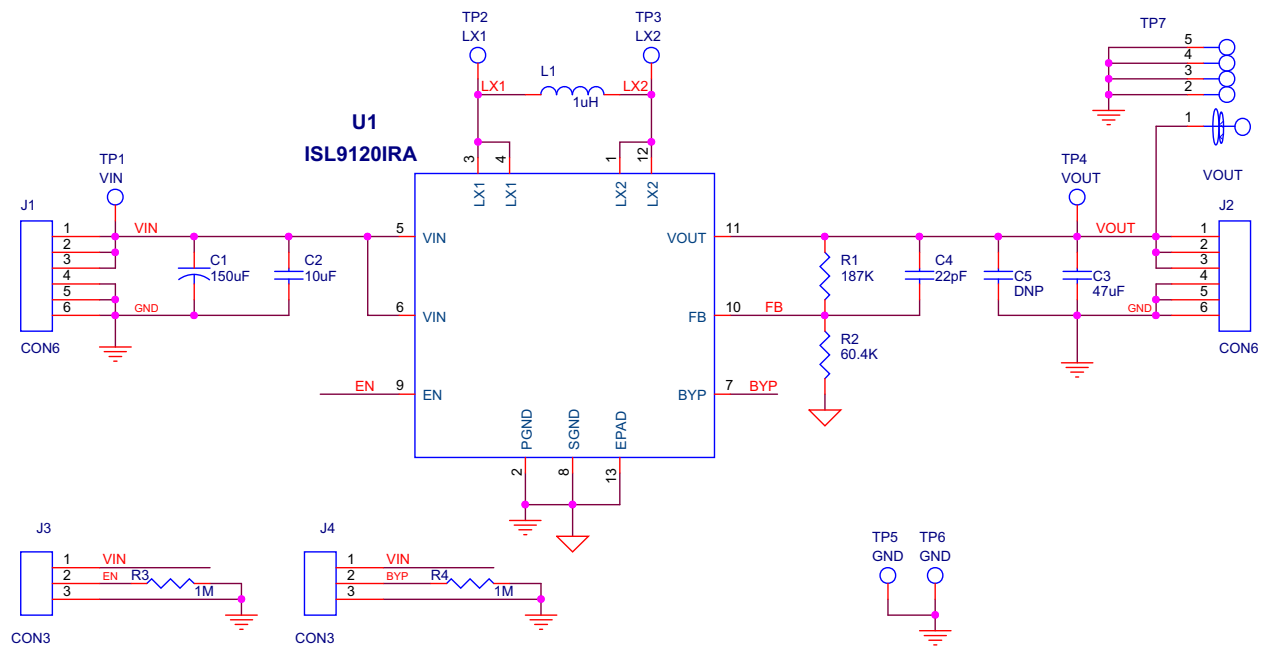 TP2
LX1
TP3
LX2
TP7
5
4
3
2
1
VOUT
L1
LX1
LX2
1uH
U1
ISL9120IRA
3
4
1
12
LX1
LX1
LX2
LX2
TP1
VIN
TP4
VOUT
J1
1
2
3
4
5
6
CON6
VIN
GND
C1
150uF
C2
10uF
5
VIN
6
VIN
EN
9
EN
VOUT
11
FB
10
FB
BYP
7
BYP
PGND
SGND
EPAD
2
8
13
R1
187K
R2
60.4K
C4
22pF
C5
DNP
C3
47uF
VOUT
GND
J2
1
2
3
4
5
6
CON6
J3
1
2
3
VIN
EN
R3
1M
CON3
J4
1
2
3
VIN
BYP
R4
1M
CON3
TP5
GND
TP6
GND